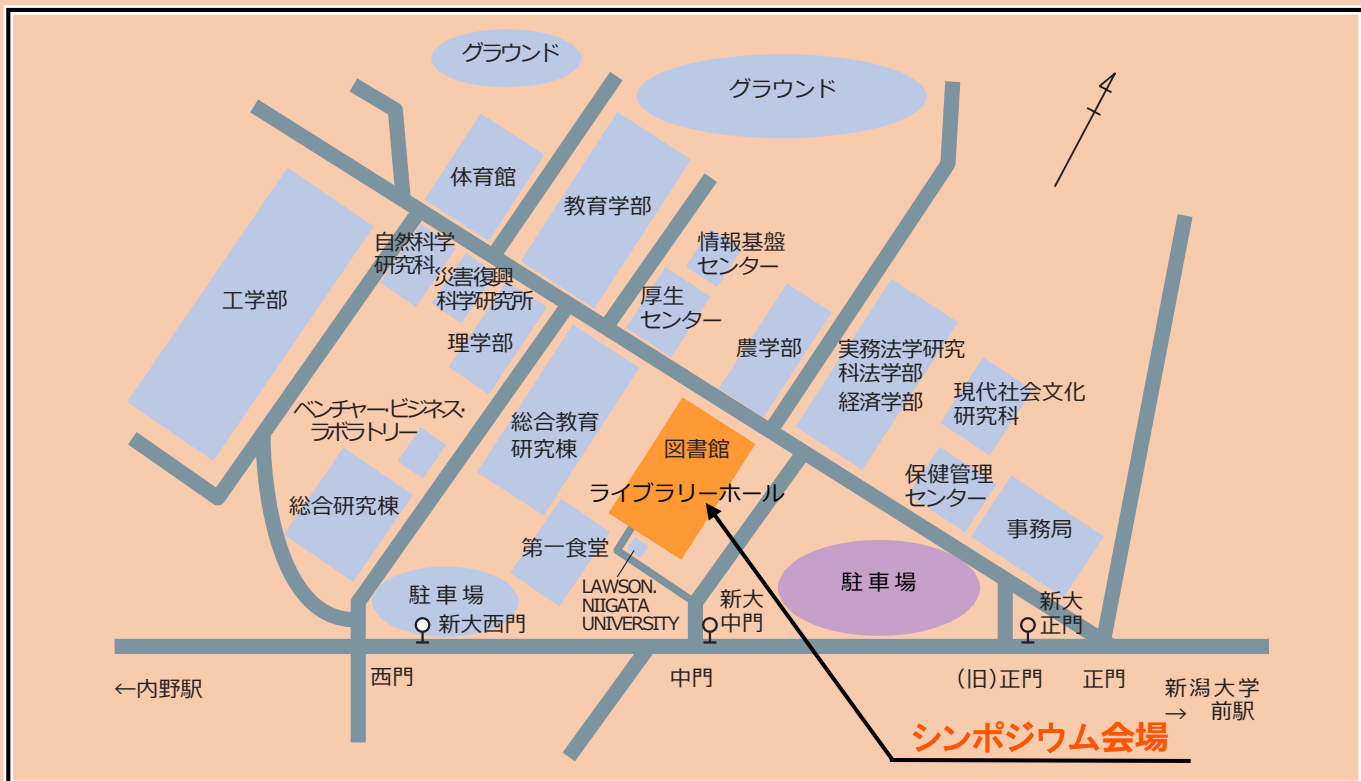 グラウンド
グラウンド
体育館
教育学部
自然科学
研究科
災害復興
科学研究所
情報基盤
センター
工学部
理学部
厚生
センター
農学部
実務法学研究
科法学部
経済学部
現代社会文化
研究科
ベンチャー・ビジネス・
ラボラトリー
総合教育
研究棟
図書館
ライブラリーホール
保健管理
センター
総合研究棟
第一食堂
事務局
LAWSON.
NIIGATA
UNIVERSITY
駐車場
新大西門
新大
中門
駐車場
新大
正門
←内野駅
西門
中門
(旧)正門
正門
新潟大学
→ 前駅
シンポジウム会場